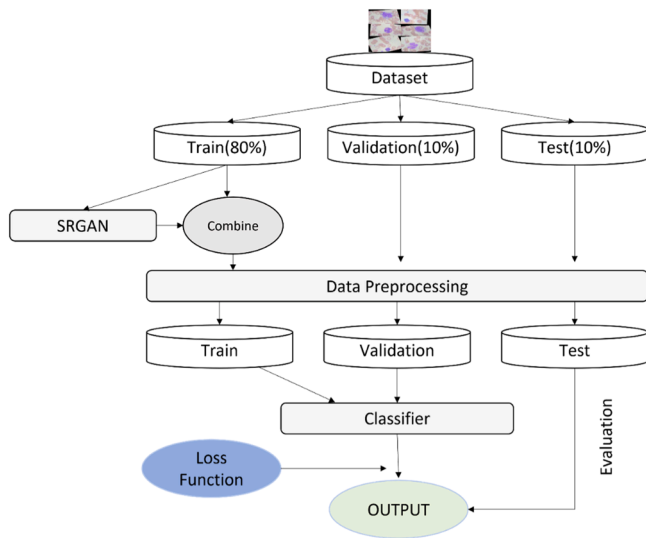 Dataset
Train(80%)
Validation(10%)
Test(10%)
SRGAN
Combine
Data Preprocessing
Train
Validation
Test
Classifier
Evaluation
Loss
Function
OUTPUT